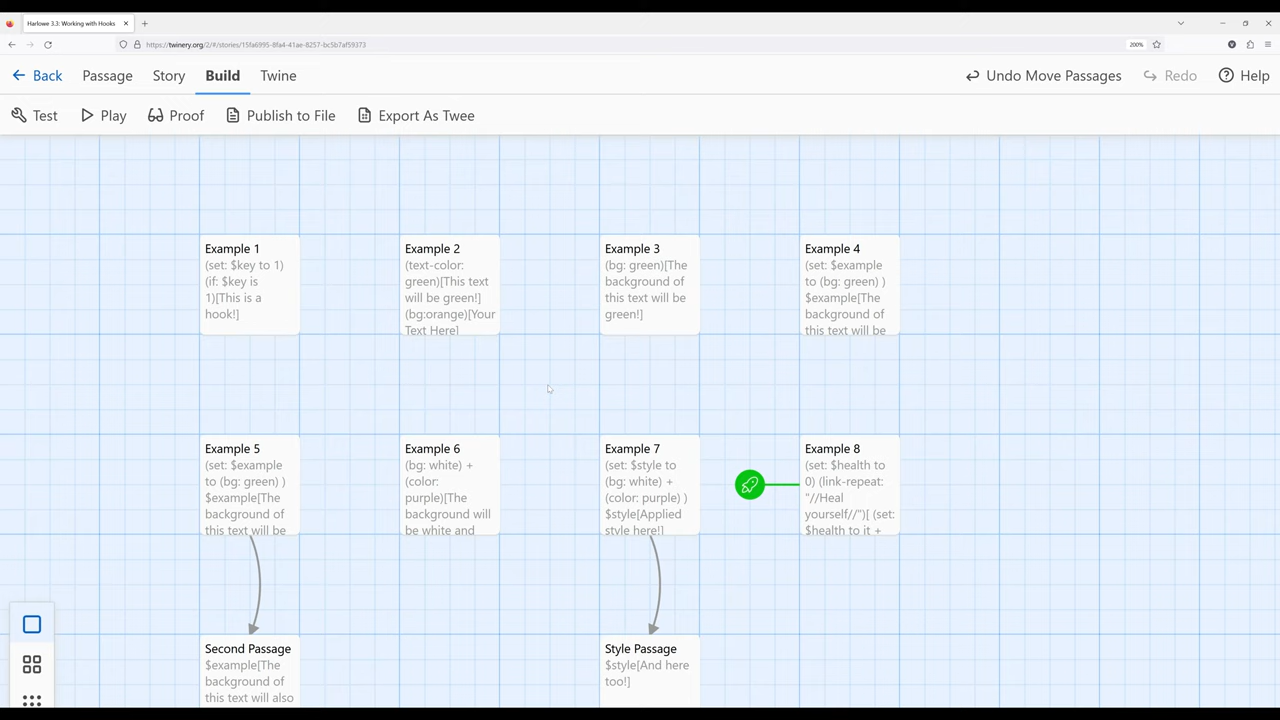 Harlowe 3.3: Working with Hooks
https://twinery.org/2/#/stories/15fa6995-8fa4-41ae-8257-bc5b7af59373
200%
Back Passage Story Build Twine Undo Move Passages Redo Help
Test Play Proof Publish to File Export As Twee
Example 1
(set: $key to 1)
(if: $key is
1)[This is a
hook!]
Example 2
(text-color:
green)[This text
will be green!]
(bg:orange)[Your
Text Here]
Example 3
(bg: green)[The
background of
this text will be
green!]
Example 4
(set: $example
to (bg: green) )
$example[The
background of
this text will be
Example 5
(set: $example
to (bg: green) )
$example[The
background of
this text will be
Example 6
(bg: white) +
(color:
purple)[The
background will
be white and
Example 7
(set: $style to
(bg: white) +
(color: purple) )
$style[Applied
style here!]
Example 8
(set: $health to
0) (link-repeat:
"//Heal
yourself//")[ (set:
$health to it +
Second Passage
$example[The
background of
this text will also
Style Passage
$style[And here
too!]